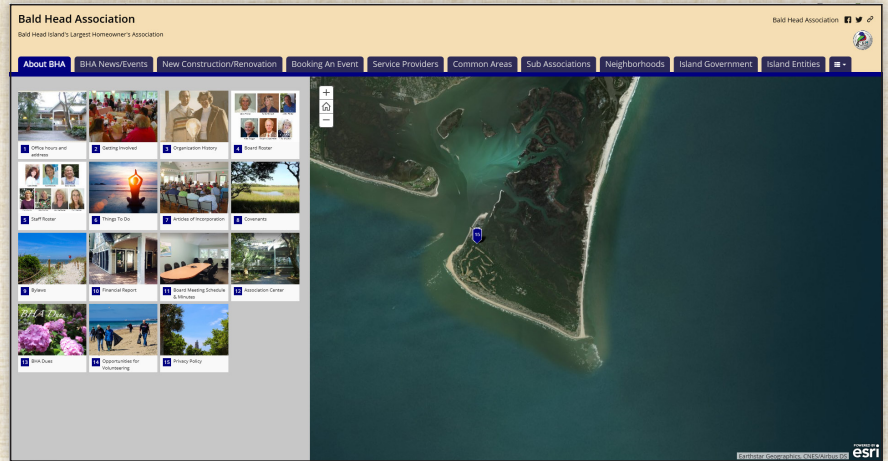 Bald Head Association
Bald Head Association
Bald Head Island's Largest Homeowner's Association
About BHA
BHA News/Events
New Construction/Renovation
Booking An Event
Service Providers
Common Areas
Sub Associations
Neighborhoods
Island Government
Island Entities
1 Office hours and
address
2 Getting Involved
3 Organization History
4 Board Roster
5 Staff Roster
6 Things To Do
7 Articles of Incorporation
8 Covenants
9 Bylaws
10 Financial Report
11 Board Meeting Schedule
& Minutes
12 Association Center
BHA Dues
13 BHA Dues
14 Opportunities for
Volunteering
15 Privacy Policy
Earthstar Geographics, CNES/Airbus DS
POWERED BY
esri